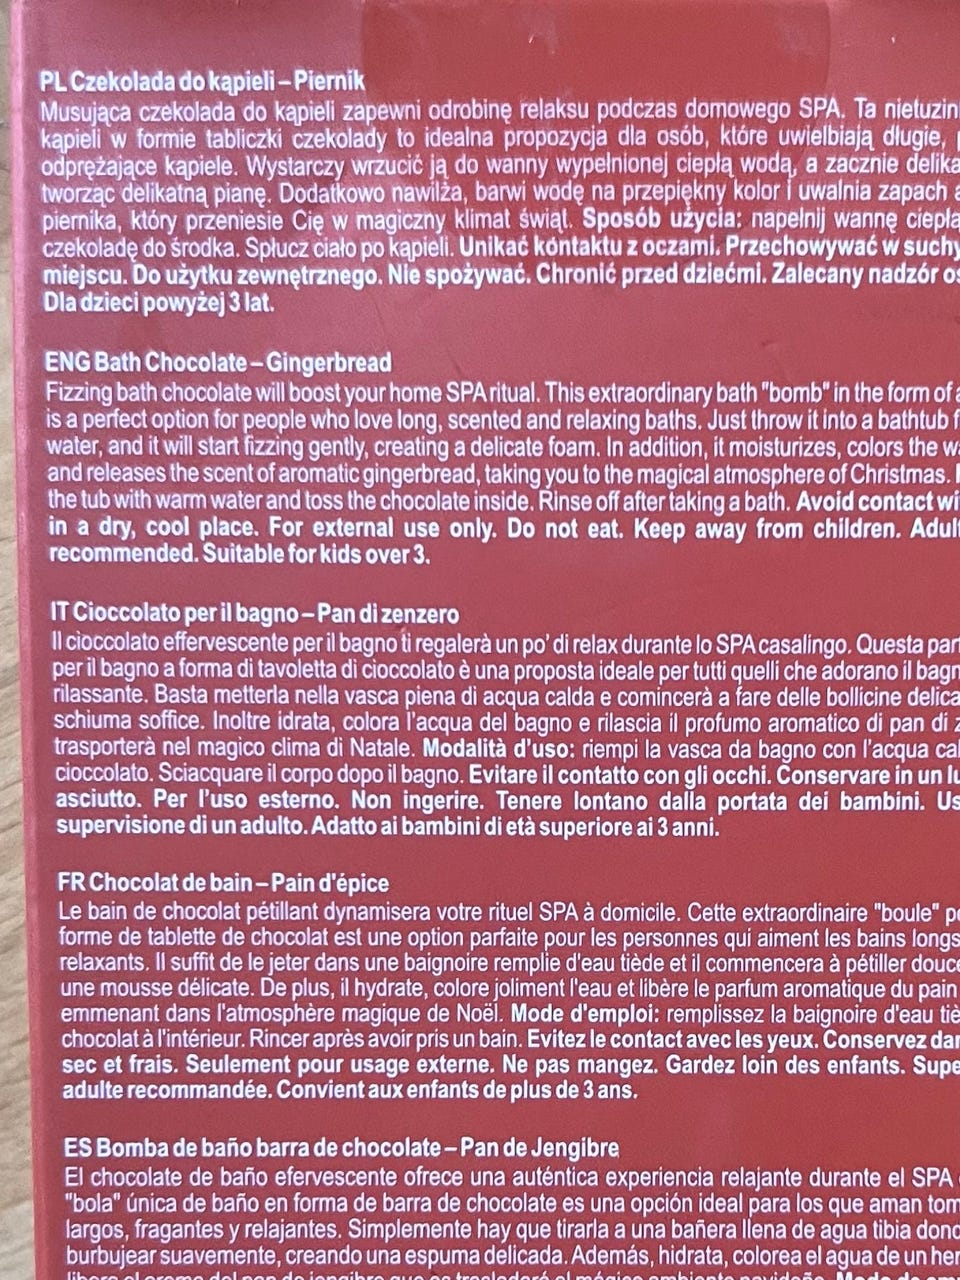 PL Czekolada do kąpieli – Piernik
Musująca czekolada do kąpieli zapewni odrobinę relaksu podczas domowego SPA. Ta
kąpieli w formie tabliczki czekolady to idealna propozycja dla osób, które uwielbiają długie,
odprężające kąpiele. Wystarczy wrzucić ją do wanny wypełnionej ciepłą wodą, a zacznie
tworząc delikatną pianę. Dodatkowo nawilża, barwi wodę na przepiękny kolor i uwalnia zapach
piernika, który przeniesie Cię w magiczny klimat świąt. Sposób użycia: napełnij wannę
czekoladę do środka. Spłucz ciało po kąpieli. Unikać kontaktu z oczami. Przechowywać w
miejscu. Do użytku zewnętrznego. Nie spożywać. Chronić przed dziećmi. Zalecany nadzór
Dla dzieci powyżej 3 lat.
ENG Bath Chocolate – Gingerbread
Fizzing bath chocolate will boost your home SPA ritual. This extraordinary bath "bomb" in the form of
is a perfect option for people who love long, scented and relaxing baths. Just throw it into a bathtub
water, and it will start fizzing gently, creating a delicate foam. In addition, it moisturizes, colors the
and releases the scent of aromatic gingerbread, taking you to the magical atmosphere of Christmas.
the tub with warm water and toss the chocolate inside. Rinse off after taking a bath. Avoid contact
in a dry, cool place. For external use only. Do not eat. Keep away from children.
recommended. Suitable for kids over 3.
IT Cioccolato per il bagno – Pan di zenzero
Il cioccolato effervescente per il bagno ti regalerà un po' di relax durante lo SPA casalingo. Questa
per il bagno a forma di tavoletta di cioccolato è una proposta ideale per tutti quelli che adorano il
rilassante. Basta metterla nella vasca piena di acqua calda e comincerà a fare delle bollicine
schiuma soffice. Inoltre idrata, colora l'acqua del bagno e rilascia il profumo aromatico di pan di
trasporterà nel magico clima di Natale. Modalità d'uso: riempi la vasca da bagno con l'acqua
cioccolato. Sciacquare il corpo dopo il bagno. Evitare il contatto con gli occhi. Conservare in un
asciutto. Per l'uso esterno. Non ingerire. Tenere lontano dalla portata dei bambini.
supervisione di un adulto. Adatto ai bambini di età superiore ai 3 anni.
FR Chocolat de bain – Pain d'épice
Le bain de chocolat pétillant dynamisera votre rituel SPA à domicile. Cette extraordinaire "boule"
forme de tablette de chocolat est une option parfaite pour les personnes qui aiment les bains longs
relaxants. Il suffit de le jeter dans une baignoire remplie d'eau tiède et il commencera à pétiller
une mousse délicate. De plus, il hydrate, colore joliment l'eau et libère le parfum aromatique du pain
emmenant dans l'atmosphère magique de Noël. Mode d'emploi: remplissez la baignoire d'eau
chocolat à l'intérieur. Rincer après avoir pris un bain. Evitez le contact avec les yeux. Conservez
sec et frais. Seulement pour usage externe. Ne pas mangez. Gardez loin des enfants.
adulte recommandée. Convient aux enfants de plus de 3 ans.
ES Bomba de baño barra de chocolate – Pan de Jengibre
El chocolate de baño efervescente ofrece una auténtica experiencia relajante durante el SPA
"bola" única de baño en forma de barra de chocolate es una opción ideal para los que aman
largos, fragantes y relajantes. Simplemente hay que tirarla a una bañera llena de agua tibia
burbujear suavemente, creando una espuma delicada. Además, hidrata, colorea el agua de un